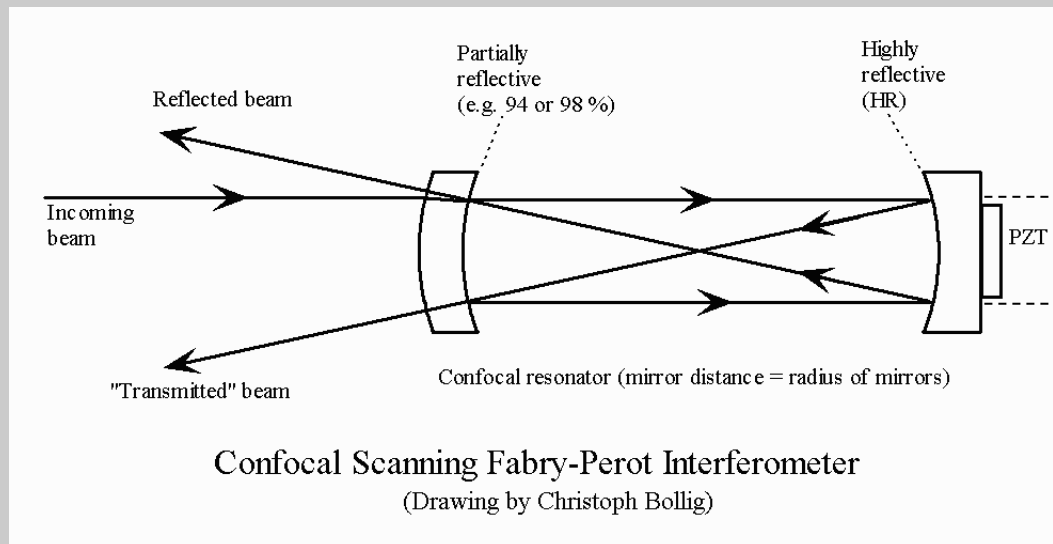 Partially
reflective
(e.g. 94 or 98 %)
Highly
reflective
(HR)
Reflected beam
Incoming
beam
PZT
"Transmitted" beam
Confocal resonator (mirror distance = radius of mirrors)
Confocal Scanning Fabry-Perot Interferometer
(Drawing by Christoph Bollig)